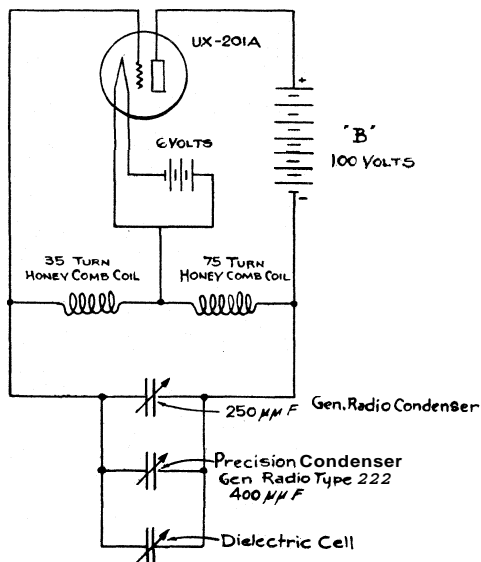 UX-201A
+
6 VOLTS
"B"
100 VOLTS
-
35 TURN
HONEY COMB COIL
75 TURN
HONEY COMB COIL
250 μμF Gen. Radio Condenser
Precision Condenser
Gen Radio Type 222
400 μμF
Dielectric Cell